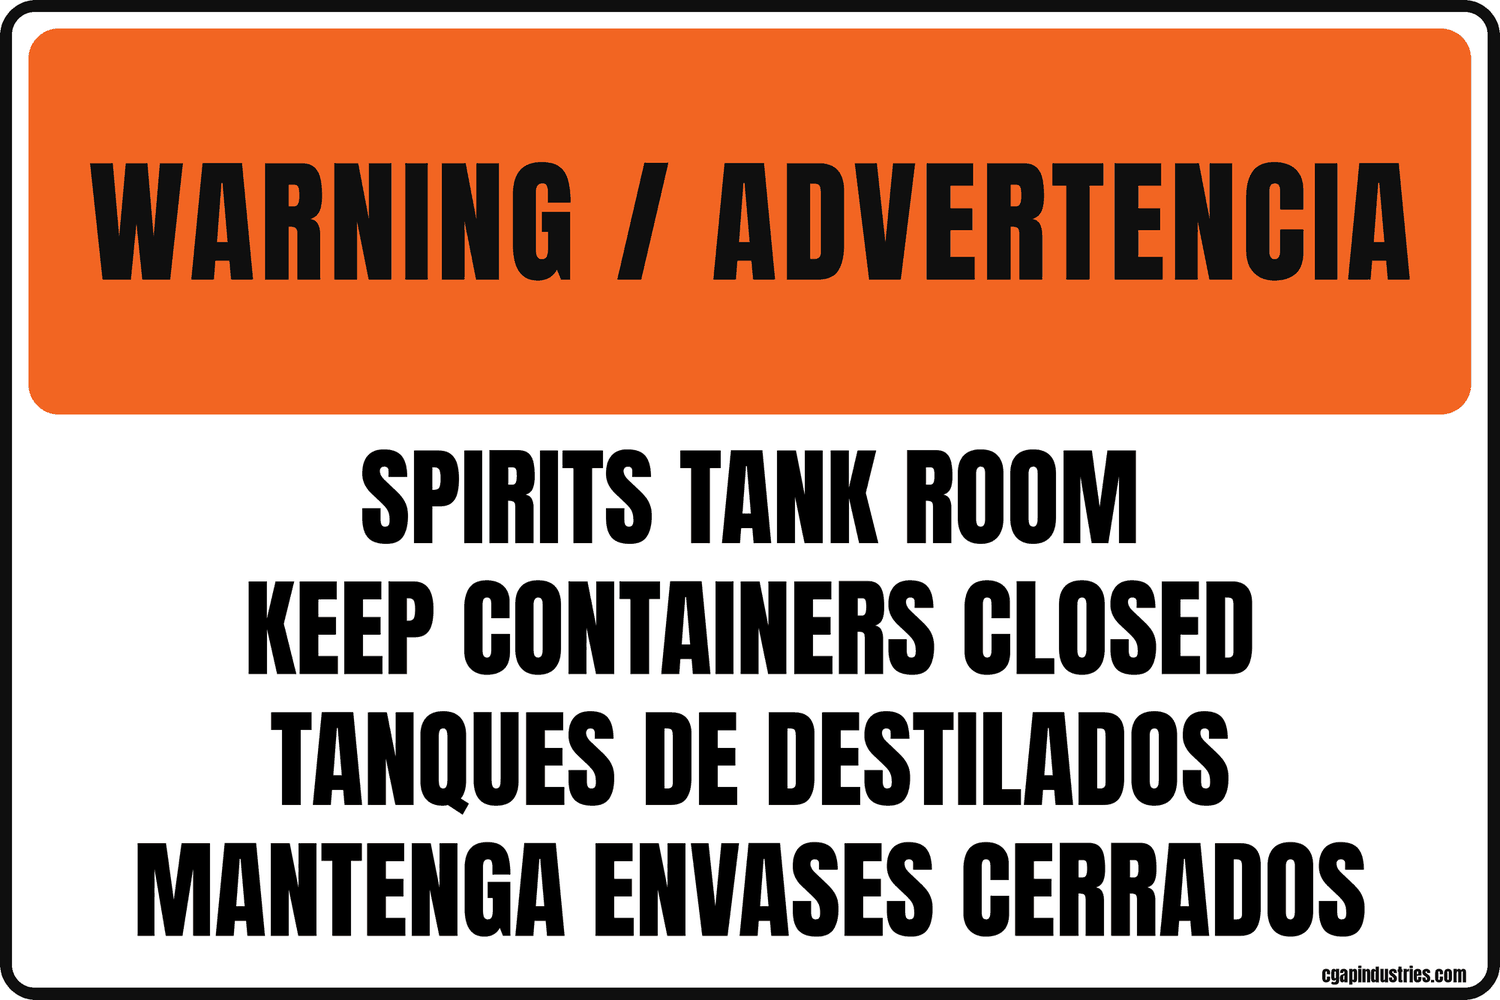 WARNING / ADVERTENCIA
SPIRITS TANK ROOM
KEEP CONTAINERS CLOSED
TANQUES DE DESTILADOS
MANTENGA ENVASES CERRADOS
cgapindustries.com